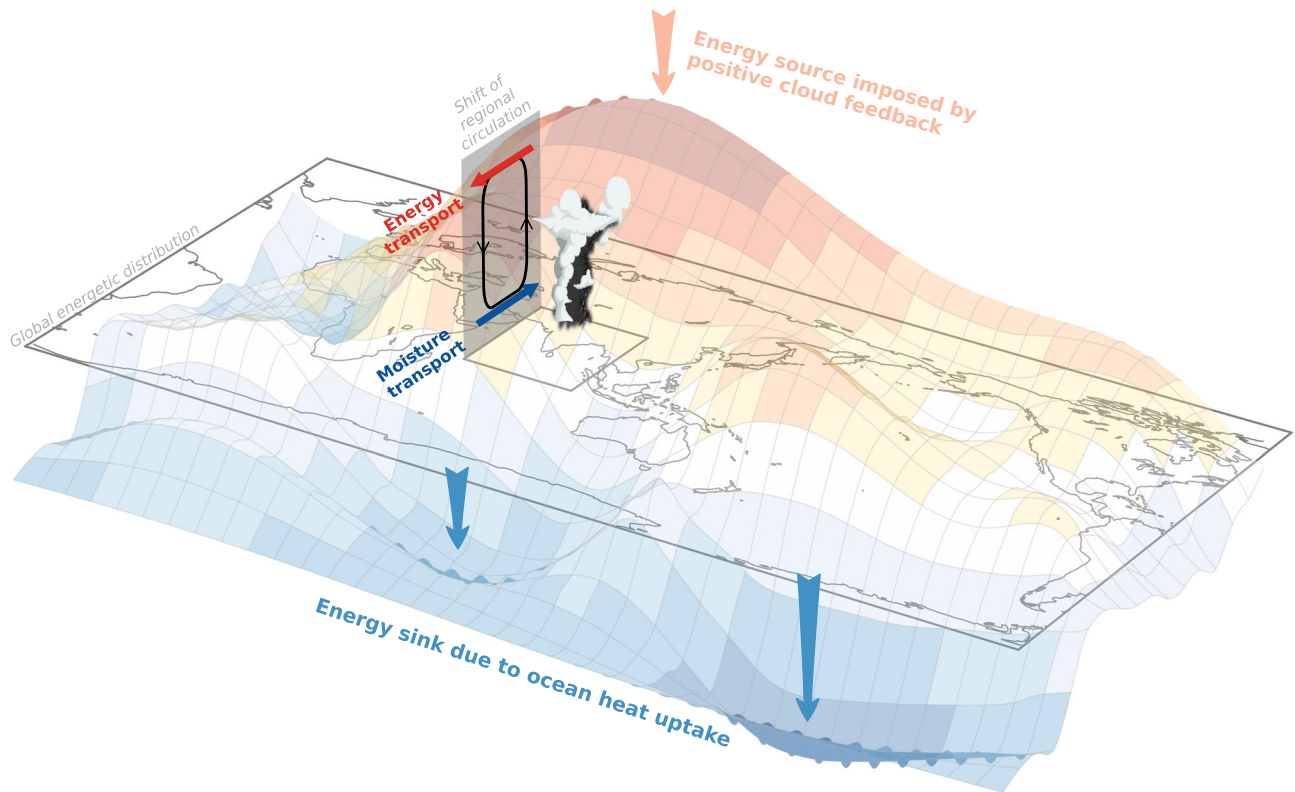 Energy source imposed by
positive cloud feedback
Shift of
regional
circulation
Energy
transport
Global energetic distribution
Moisture
transport
Energy sink due to ocean heat uptake